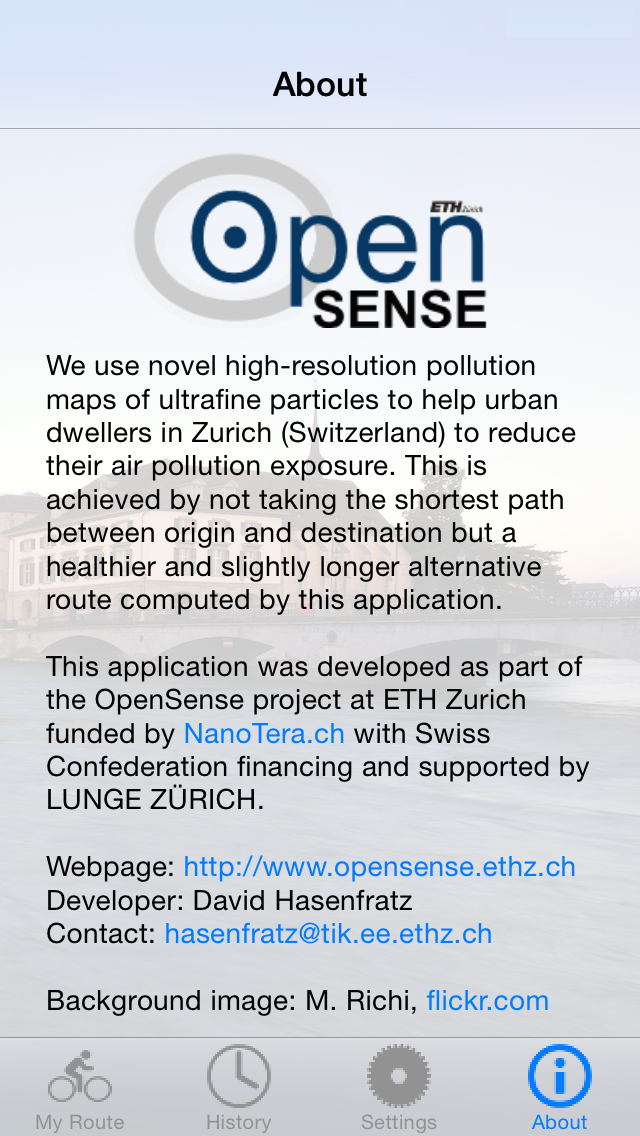 About
Open
ETH zürich
SENSE
We use novel high-resolution pollution
maps of ultrafine particles to help urban
dwellers in Zurich (Switzerland) to reduce
their air pollution exposure. This is
achieved by not taking the shortest path
between origin and destination but a
healthier and slightly longer alternative
route computed by this application.
This application was developed as part of
the OpenSense project at ETH Zurich
funded by NanoTera.ch with Swiss
Confederation financing and supported by
LUNGE ZÜRICH.
Webpage: http://www.opensense.ethz.ch
Developer: David Hasenfratz
Contact: hasenfratz@tik.ee.ethz.ch
Background image: M. Richi, flickr.com
My Route
History
Settings
About